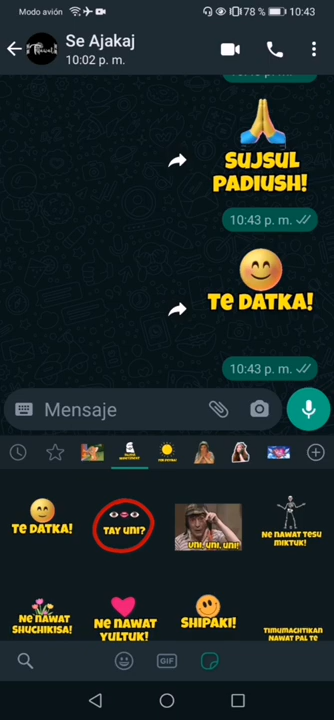 Modo avión 78 % 10:43
Se Ajakaj
10:02 p. m.
SUJSUL
PADIUSH!
10:43 p. m.
Te DATKA!
10:43 p. m.
Mensaje
Te DATKA!
TAY UNI?
UNI, UNI, UNI!
Ne NAWAT TESU
MIKTUK!
Ne NAWAT
SHUCHIKISA!
Ne NAWAT
YULTUK!
SHIPAKI!
TIMUMACHTIKAN
NAWAT PAL TE
GIF